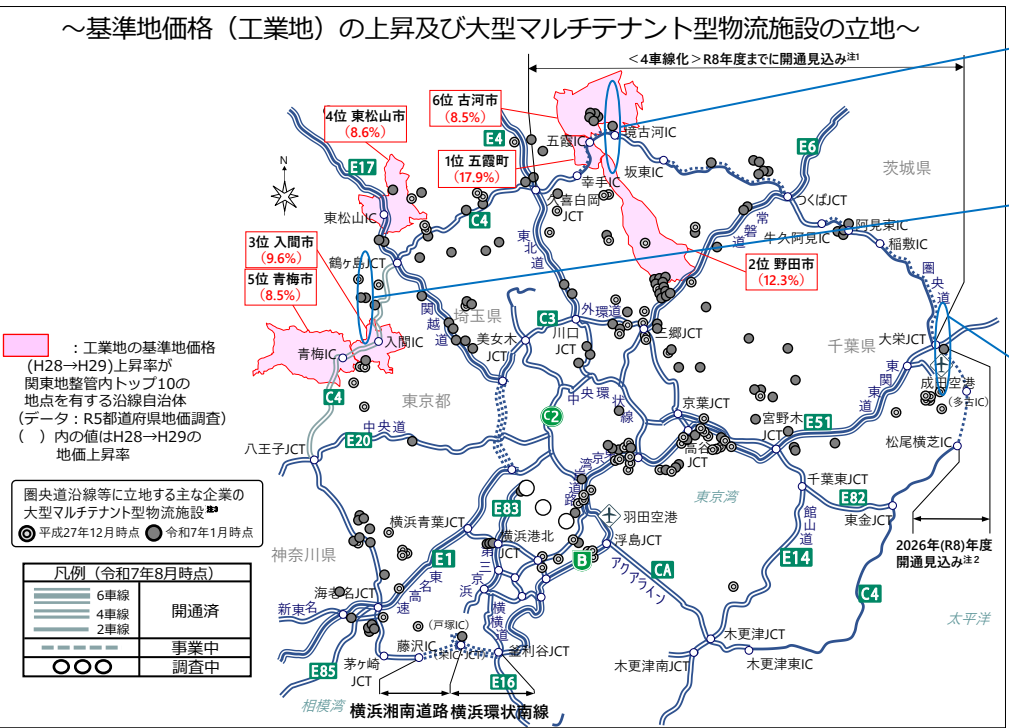 ~基準地価格（工業地）の上昇及び大型マルチテナント型物流施設の立地~
<4車線化>R8年度までに開通見込み注1
6位 古河市
(8.5%)
4位 東松山市
(8.6%)
1位 五霞町
(17.9%)
3位 入間市
(9.6%)
5位 青梅市
(8.5%)
2位 野田市
(12.3%)
E4
E6
E17
C4
N
五霞IC
境古河IC
坂東IC
幸手IC
久喜白岡
JCT
つくばJCT
茨城県
牛久阿見IC
阿見東IC
稲敷IC
東松山IC
鶴ヶ島JCT
東北道
常磐道
圏央道
関越道
埼玉県
外環道
C3
川口
JCT
三郷JCT
美女木
JCT
千葉県
大栄JCT
成田空港
(多古IC)
東関東道
青梅IC
入間IC
東京都
中央環状線
C2
京葉JCT
高谷
JCT
宮野木
JCT
E51
松尾横芝IC
：工業地の基準地価格
(H28→H29)上昇率が
関東地整管内トップ10の
地点を有する沿線自治体
(データ：R5都道府県地価調査)
（ ）内の値はH28→H29の
地価上昇率
C4
E20
中央道
八王子JCT
湾岸道路
東京湾
千葉東JCT
E82
東金JCT
圏央道沿線等に立地する主な企業の
大型マルチテナント型物流施設注3
平成27年12月時点
令和7年1月時点
E83
横浜青葉JCT
横浜港北
JCT
羽田空港
浮島JCT
館山道
E14
2026年(R8)年度
開通見込み注2
神奈川県
E1
第三京浜
B
アクアライン
CA
C4
太平洋
凡例（令和7年8月時点）
6車線
4車線
2車線
開通済
事業中
調査中
海老名JCT
新東名
東名高速
横横道
(戸塚IC)
藤沢IC
釜利谷JCT
茅ヶ崎
JCT
E85
E16
木更津JCT
木更津南JCT
木更津東IC
相模湾
横浜湘南道路
横浜環状南線